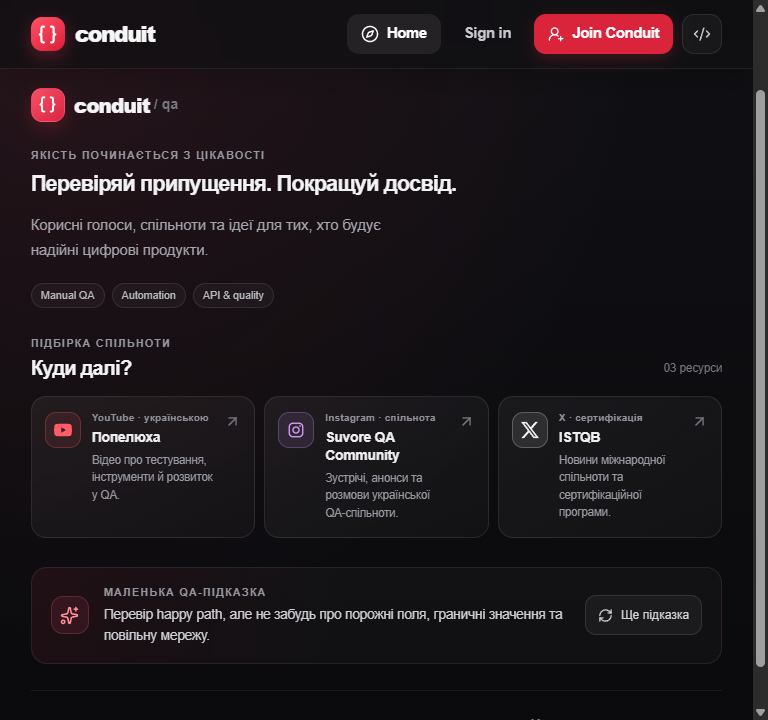 {} conduit
Home
Sign in
Join Conduit
</>
{} conduit / qa
ЯКІСТЬ ПОЧИНАЄТЬСЯ З ЦІКАВОСТІ
Перевіряй припущення. Покращуй досвід.
Корисні голоси, спільноти та ідеї для тих, хто будує
надійні цифрові продукти.
Manual QA
Automation
API & quality
ПІДБІРКА СПІЛЬНОТИ
Куди далі?
03 ресурси
YouTube · українською
Попелюха
Відео про тестування,
інструменти й розвиток
у QA.
Instagram · спільнота
Suvore QA
Community
Зустрічі, анонси та
розмови української
QA-спільноти.
X · сертифікація
ISTQB
Новини міжнародної
спільноти та
сертифікаційної
програми.
МАЛЕНЬКА QA-ПІДКАЗКА
Перевір happy path, але не забудь про порожні поля, граничні значення та
повільну мережу.
Ще підказка